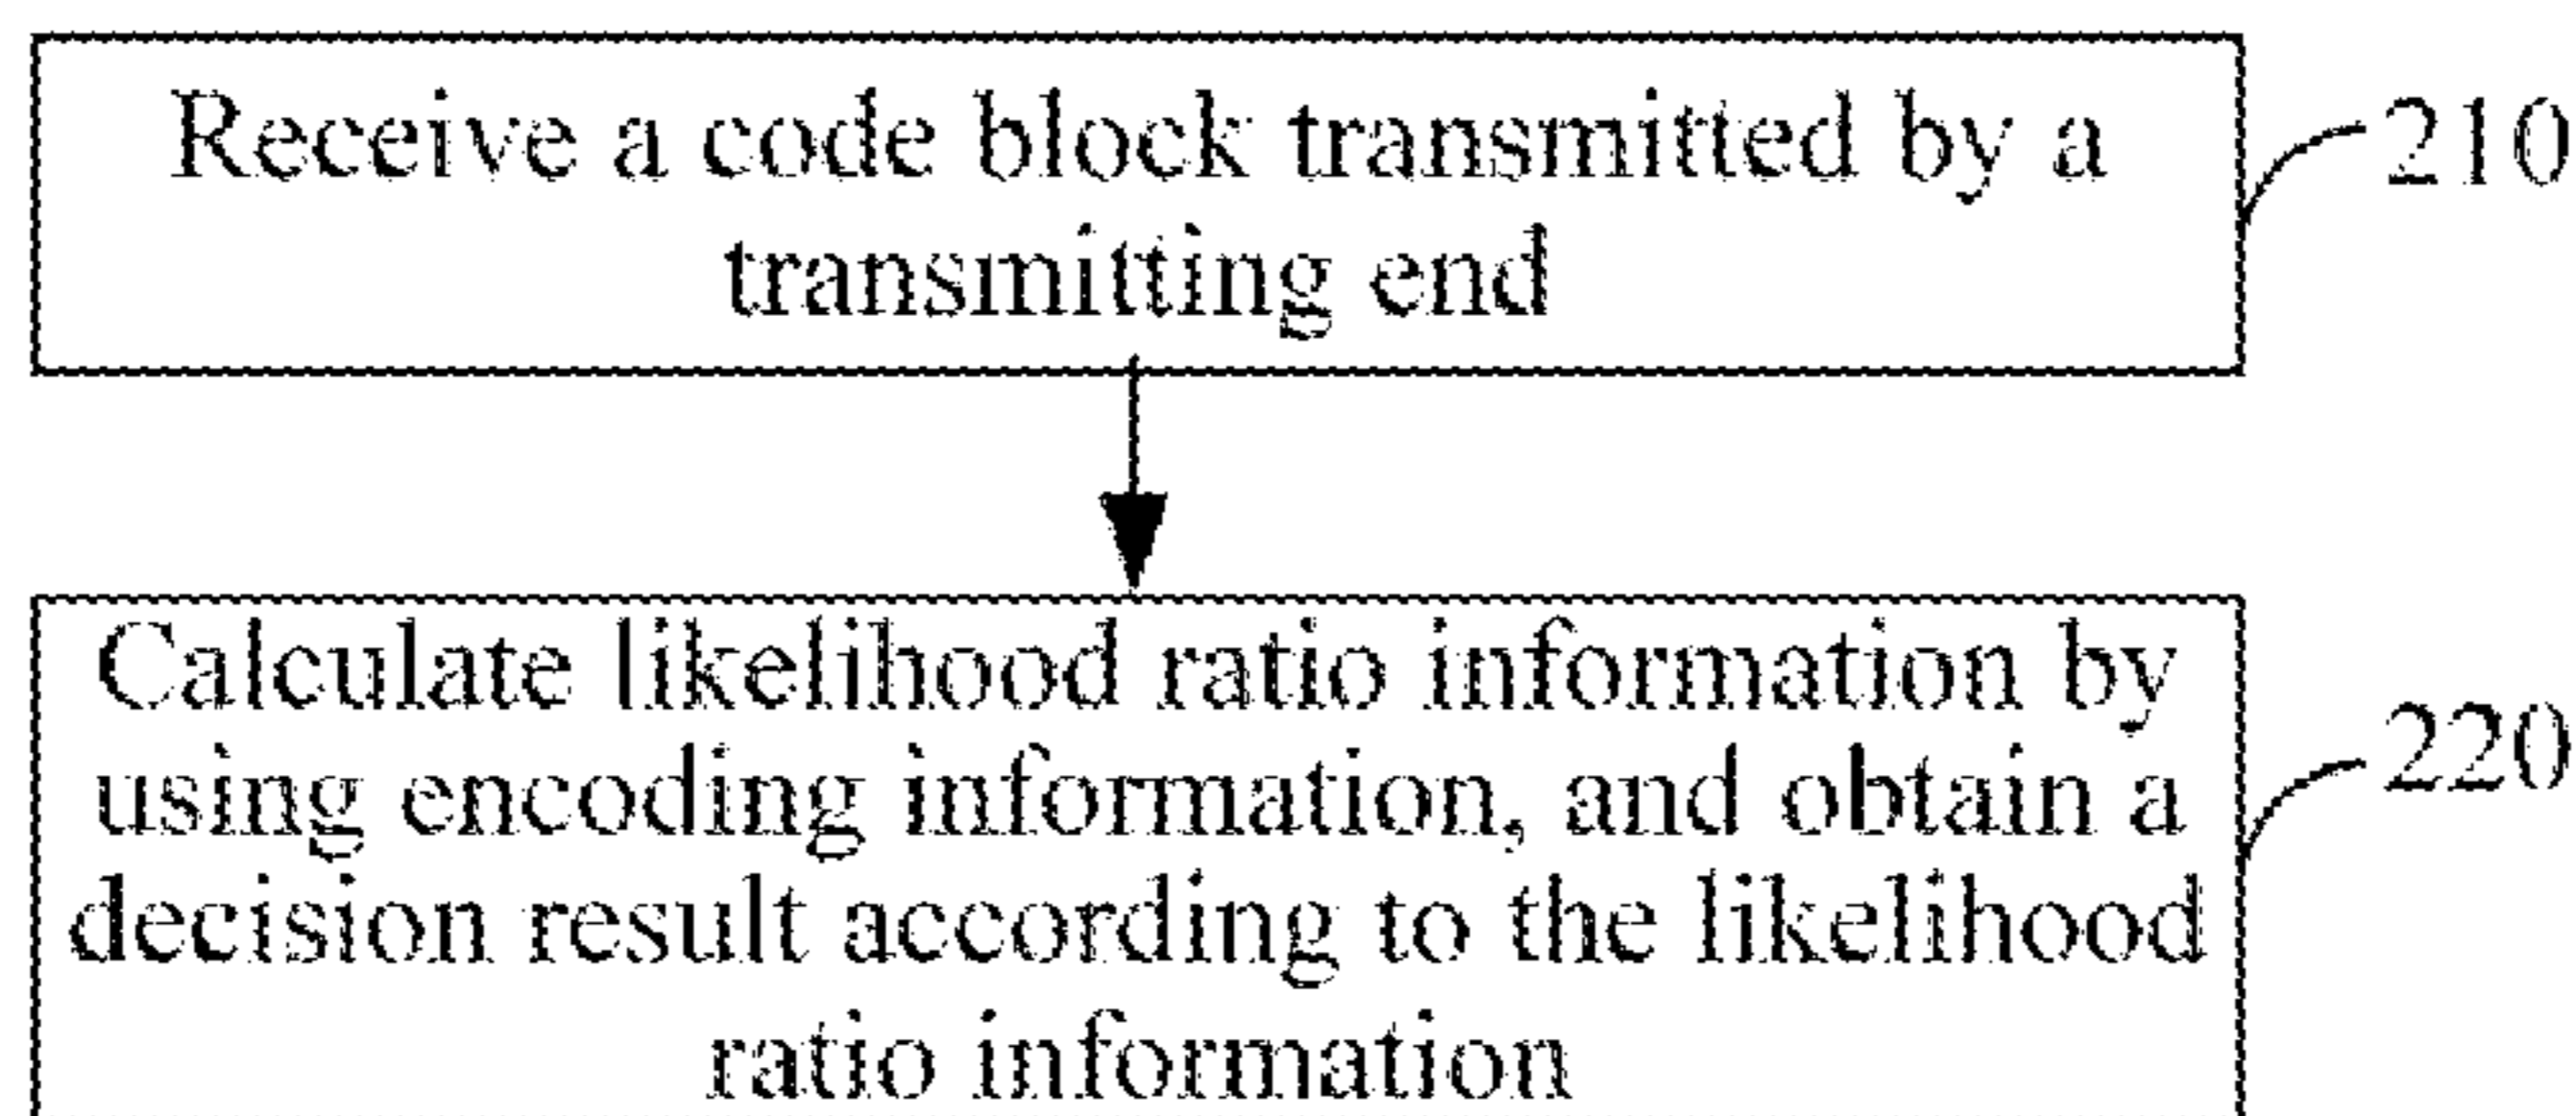 Receive a code block transmitted by a
transmitting end
210
Calculate likelihood ratio information by
using encoding information, and obtain a
decision result according to the likelihood
ratio information
220